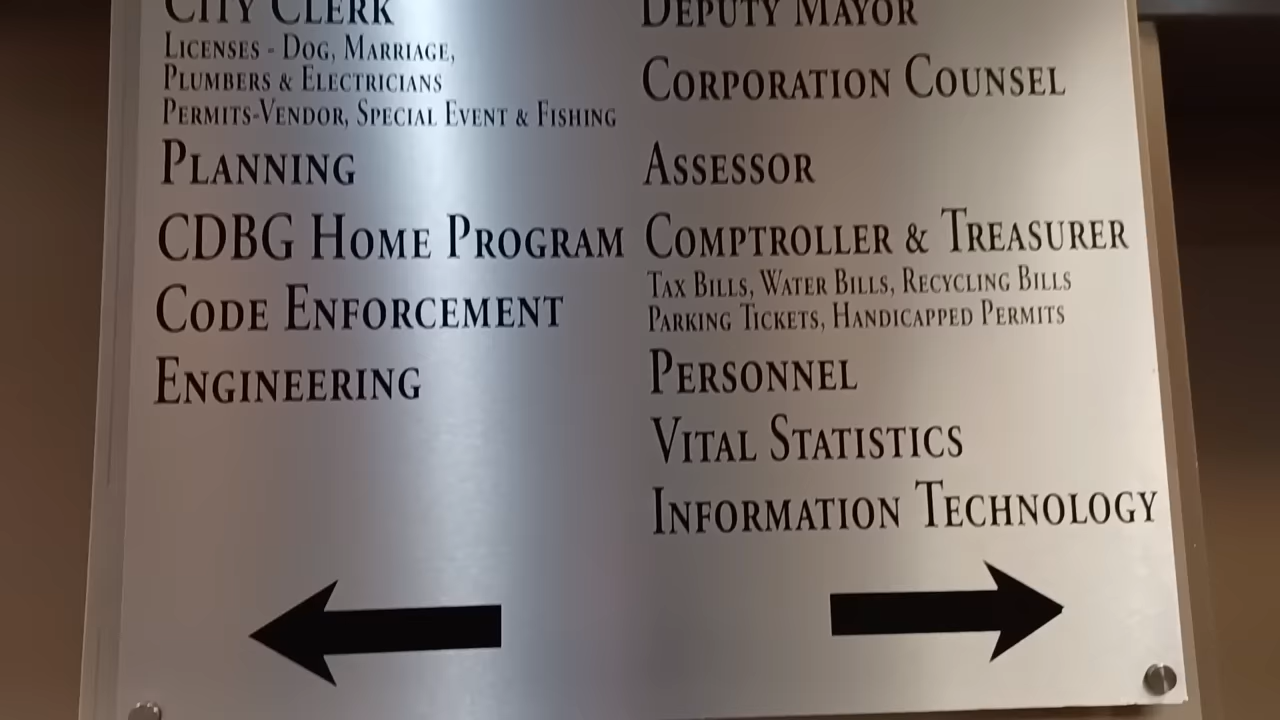 CITY CLERK
LICENSES - DOG, MARRIAGE,
PLUMBERS & ELECTRICIANS
PERMITS-VENDOR, SPECIAL EVENT & FISHING
PLANNING
CDBG HOME PROGRAM
CODE ENFORCEMENT
ENGINEERING
DEPUTY MAYOR
CORPORATION COUNSEL
ASSESSOR
COMPTROLLER & TREASURER
TAX BILLS, WATER BILLS, RECYCLING BILLS
PARKING TICKETS, HANDICAPPED PERMITS
PERSONNEL
VITAL STATISTICS
INFORMATION TECHNOLOGY